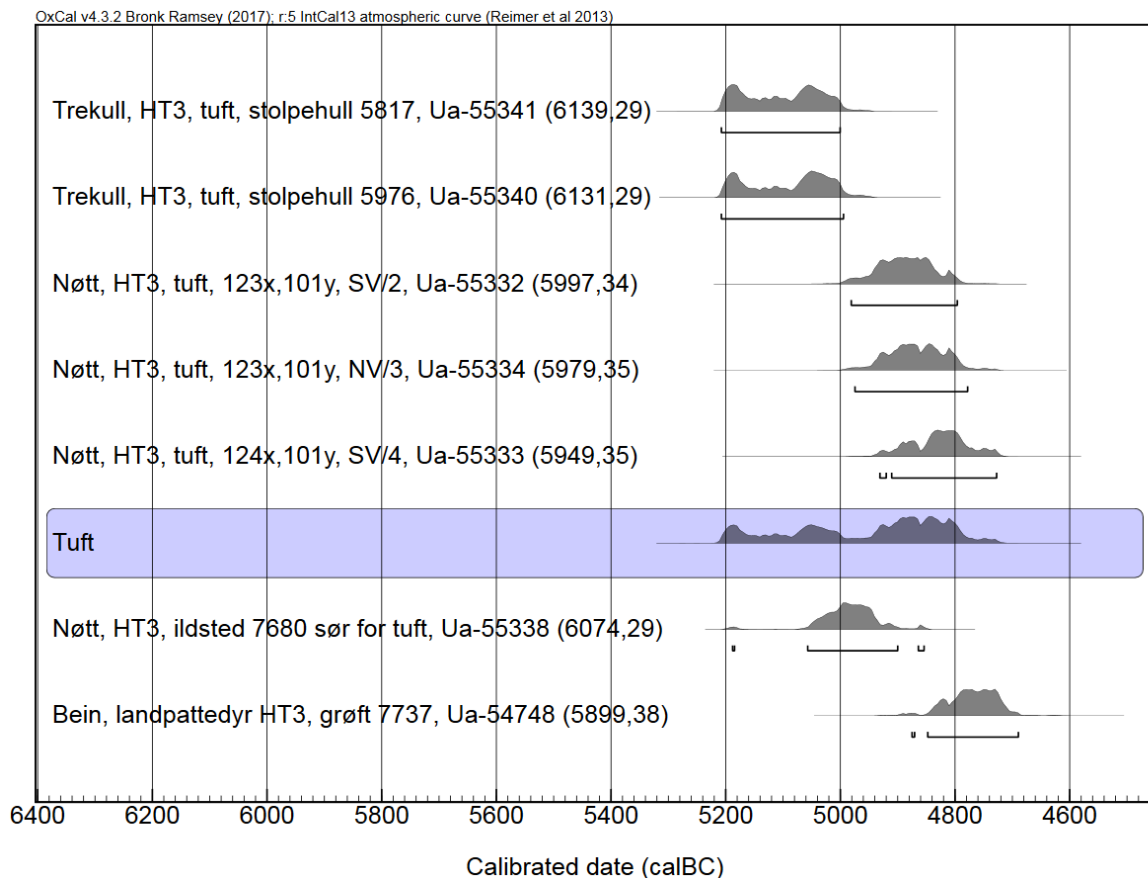 OxCal v4.3.2 Bronk Ramsey (2017); r:5 IntCal13 atmospheric curve (Reimer et al 2013)
Trekull, HT3, tuft, stolpehull 5817, Ua-55341 (6139,29)
Trekull, HT3, tuft, stolpehull 5976, Ua-55340 (6131,29)
Nøtt, HT3, tuft, 123x,101y, SV/2, Ua-55332 (5997,34)
Nøtt, HT3, tuft, 123x,101y, NV/3, Ua-55334 (5979,35)
Nøtt, HT3, tuft, 124x,101y, SV/4, Ua-55333 (5949,35)
Tuft
Nøtt, HT3, ildsted 7680 sør for tuft, Ua-55338 (6074,29)
Bein, landpattedyr HT3, grøft 7737, Ua-54748 (5899,38)
6400 6200 6000 5800 5600 5400 5200 5000 4800 4600
Calibrated date (calBC)